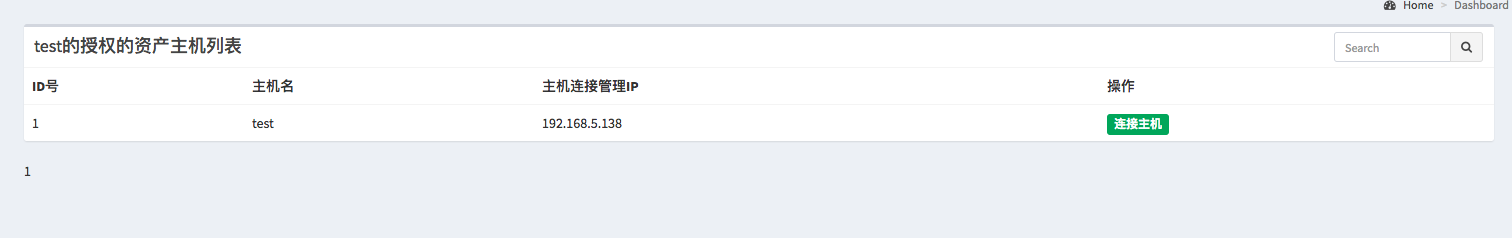 Home > Dashboard
test的授权的资产主机列表
Search
ID号 主机名 主机连接管理IP 操作
1 test 192.168.5.138 连接主机
1